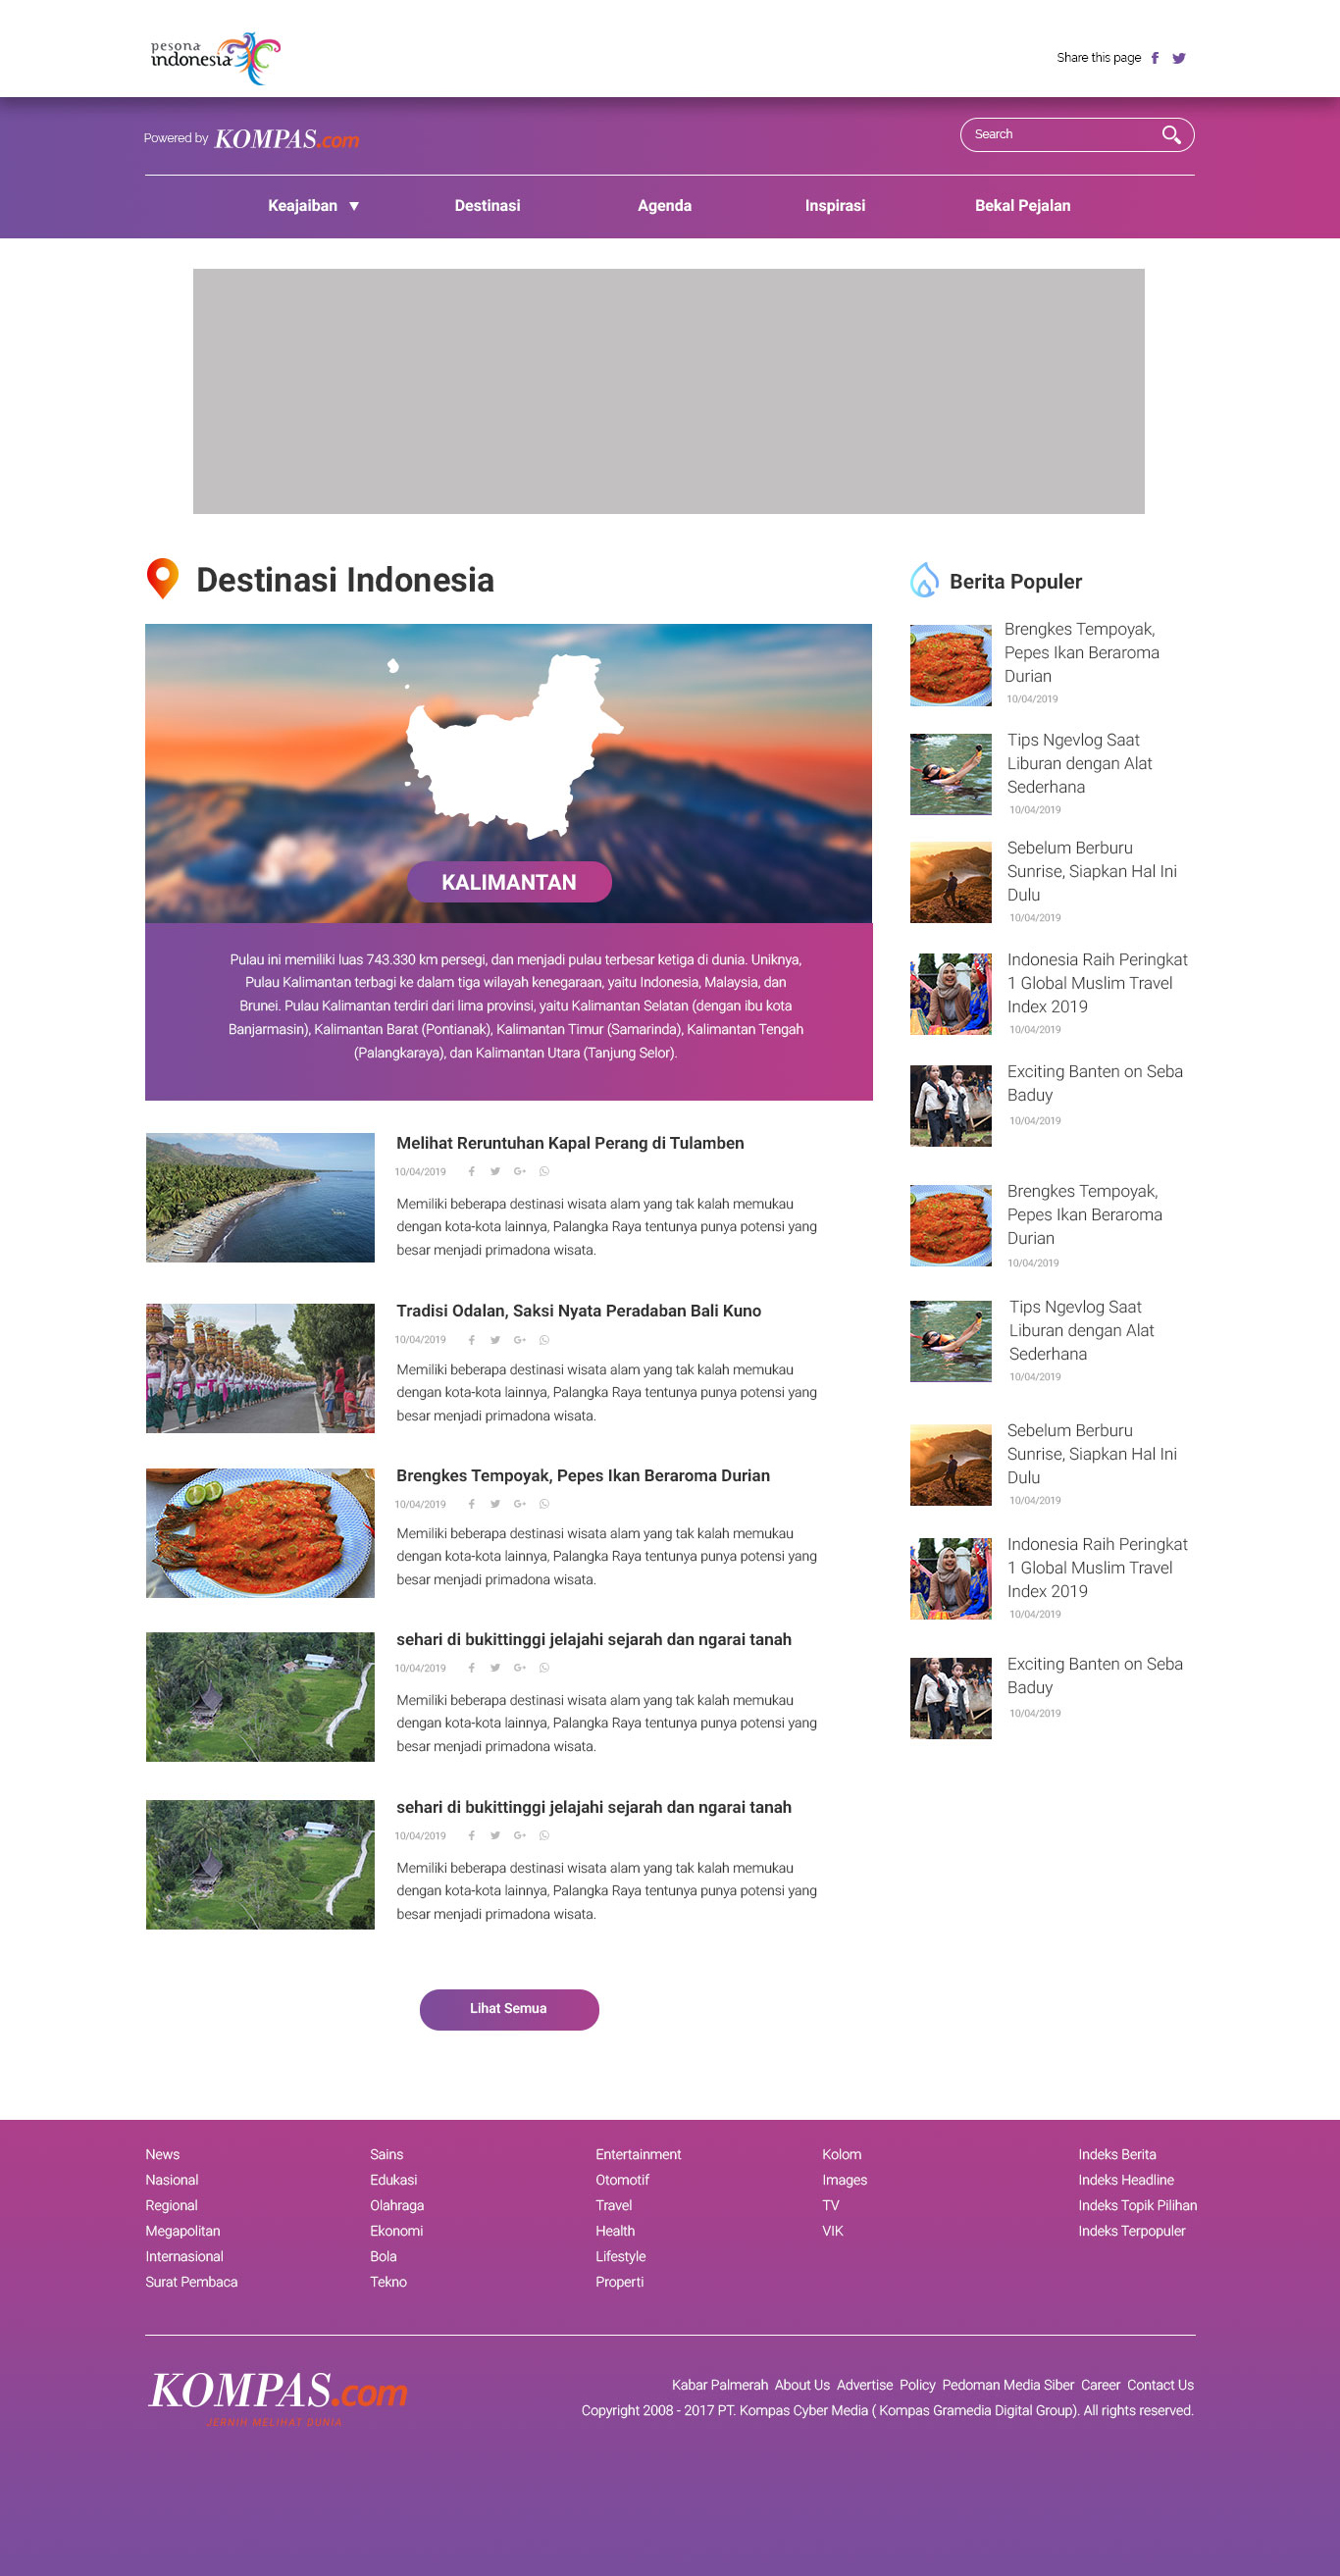 pesona
indonesia
Share this page
Powered by KOMPAS.com
Search
Keajaiban
Destinasi
Agenda
Inspirasi
Bekal Pejalan
Destinasi Indonesia
KALIMANTAN
Pulau ini memiliki luas 743.330 km persegi, dan menjadi pulau terbesar ketiga di dunia. Uniknya,
Pulau Kalimantan terbagi ke dalam tiga wilayah kenegaraan, yaitu Indonesia, Malaysia, dan
Brunei. Pulau Kalimantan terdiri dari lima provinsi, yaitu Kalimantan Selatan (dengan ibu kota
Banjarmasin), Kalimantan Barat (Pontianak), Kalimantan Timur (Samarinda), Kalimantan Tengah
(Palangkaraya), dan Kalimantan Utara (Tanjung Selor).
Melihat Reruntuhan Kapal Perang di Tulamben
10/04/2019
Memiliki beberapa destinasi wisata alam yang tak kalah memukau
dengan kota-kota lainnya, Palangka Raya tentunya punya potensi yang
besar menjadi primadona wisata.
Tradisi Odalan, Saksi Nyata Peradaban Bali Kuno
10/04/2019
Memiliki beberapa destinasi wisata alam yang tak kalah memukau
dengan kota-kota lainnya, Palangka Raya tentunya punya potensi yang
besar menjadi primadona wisata.
Brengkes Tempoyak, Pepes Ikan Beraroma Durian
10/04/2019
Memiliki beberapa destinasi wisata alam yang tak kalah memukau
dengan kota-kota lainnya, Palangka Raya tentunya punya potensi yang
besar menjadi primadona wisata.
sehari di bukittinggi jelajahi sejarah dan ngarai tanah
10/04/2019
Memiliki beberapa destinasi wisata alam yang tak kalah memukau
dengan kota-kota lainnya, Palangka Raya tentunya punya potensi yang
besar menjadi primadona wisata.
sehari di bukittinggi jelajahi sejarah dan ngarai tanah
10/04/2019
Memiliki beberapa destinasi wisata alam yang tak kalah memukau
dengan kota-kota lainnya, Palangka Raya tentunya punya potensi yang
besar menjadi primadona wisata.
Lihat Semua
Berita Populer
Brengkes Tempoyak,
Pepes Ikan Beraroma
Durian
10/04/2019
Tips Ngevlog Saat
Liburan dengan Alat
Sederhana
10/04/2019
Sebelum Berburu
Sunrise, Siapkan Hal Ini
Dulu
10/04/2019
Indonesia Raih Peringkat
1 Global Muslim Travel
Index 2019
10/04/2019
Exciting Banten on Seba
Baduy
10/04/2019
Brengkes Tempoyak,
Pepes Ikan Beraroma
Durian
10/04/2019
Tips Ngevlog Saat
Liburan dengan Alat
Sederhana
10/04/2019
Sebelum Berburu
Sunrise, Siapkan Hal Ini
Dulu
10/04/2019
Indonesia Raih Peringkat
1 Global Muslim Travel
Index 2019
10/04/2019
Exciting Banten on Seba
Baduy
10/04/2019
News
Nasional
Regional
Megapolitan
Internasional
Surat Pembaca
Sains
Edukasi
Olahraga
Ekonomi
Bola
Tekno
Entertainment
Otomotif
Travel
Health
Lifestyle
Properti
Kolom
Images
TV
VIK
Indeks Berita
Indeks Headline
Indeks Topik Pilihan
Indeks Terpopuler
KOMPAS.com
JERNIH MELIHAT DUNIA
Kabar Palmerah About Us Advertise Policy Pedoman Media Siber Career Contact Us
Copyright 2008 - 2017 PT. Kompas Cyber Media ( Kompas Gramedia Digital Group). All rights reserved.